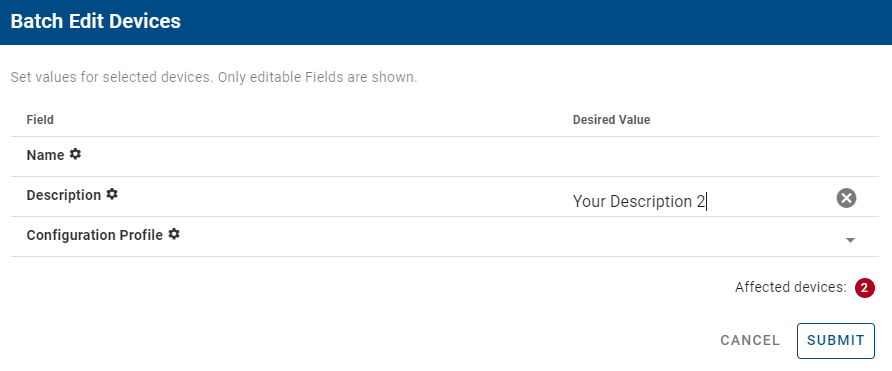 Batch Edit Devices
Set values for selected devices. Only editable Fields are shown.
Field Desired Value
Name
Description Your Description 2
Configuration Profile
Affected devices: 2
CANCEL SUBMIT